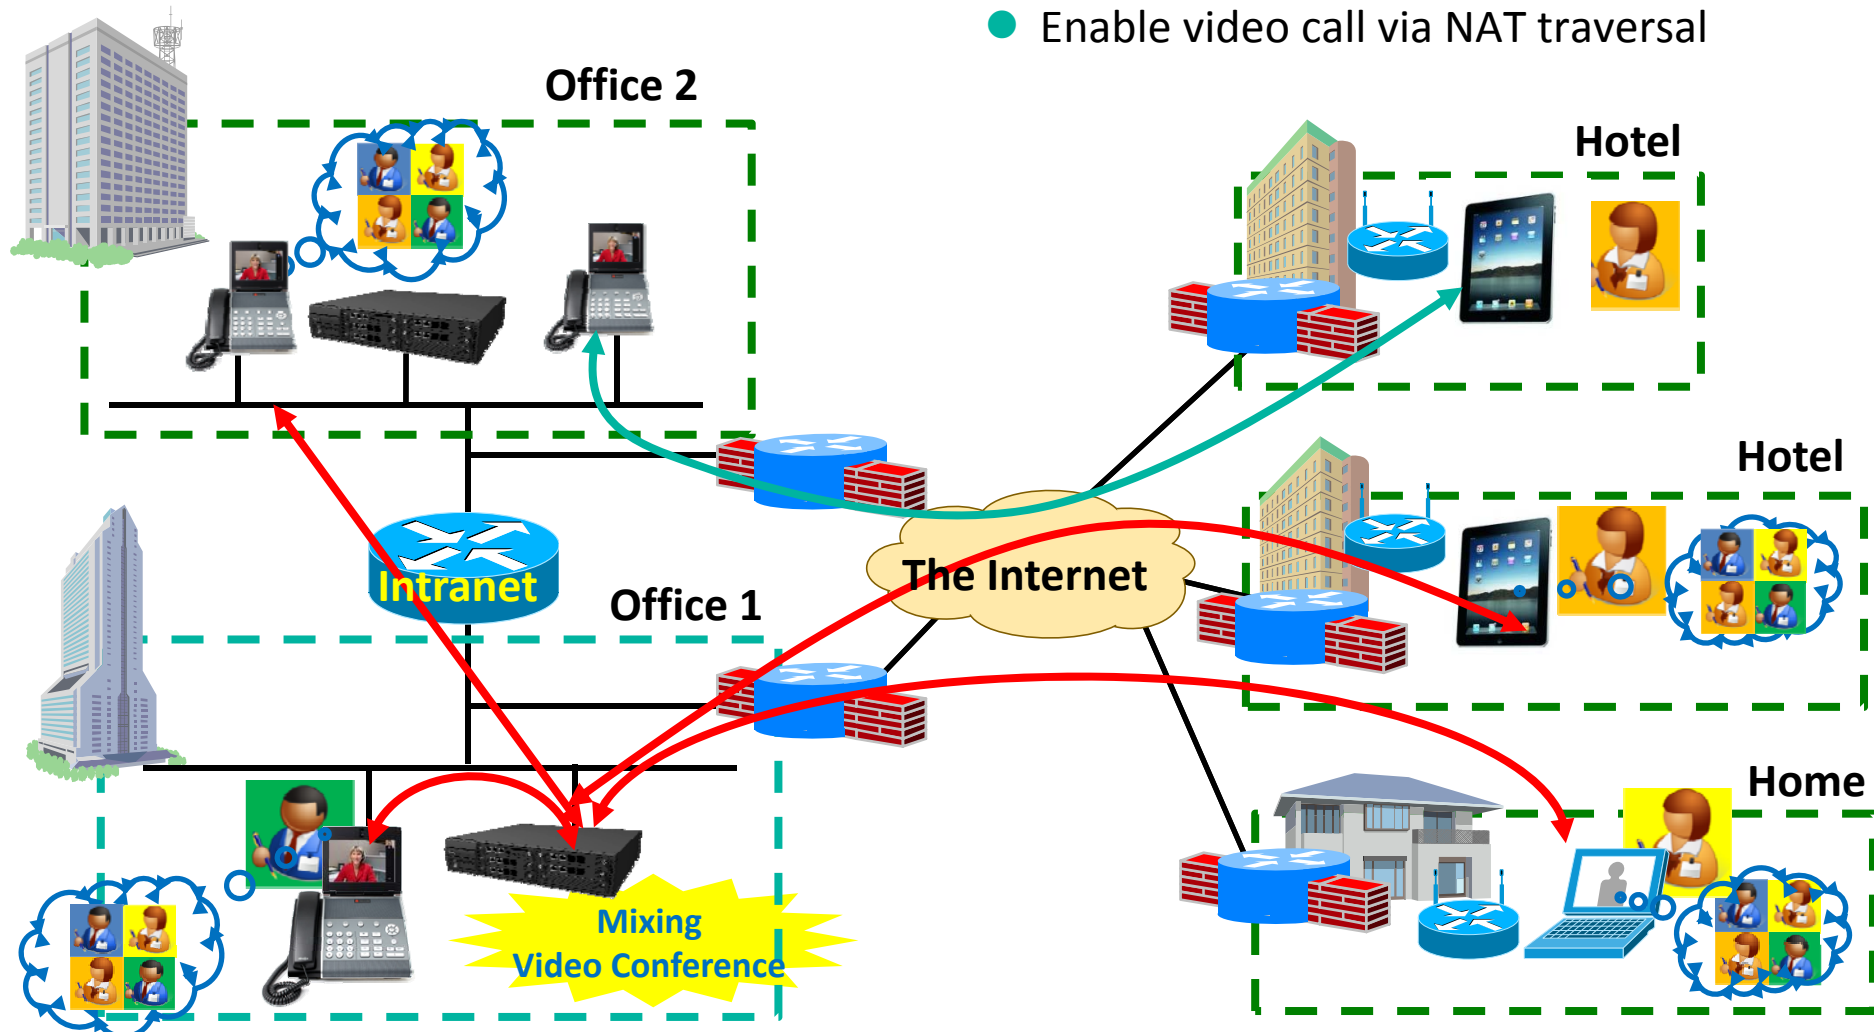 Enable video call via NAT traversal
Office 2
Hotel
Hotel
The Internet
Intranet
Office 1
Home
Mixing
Video Conference